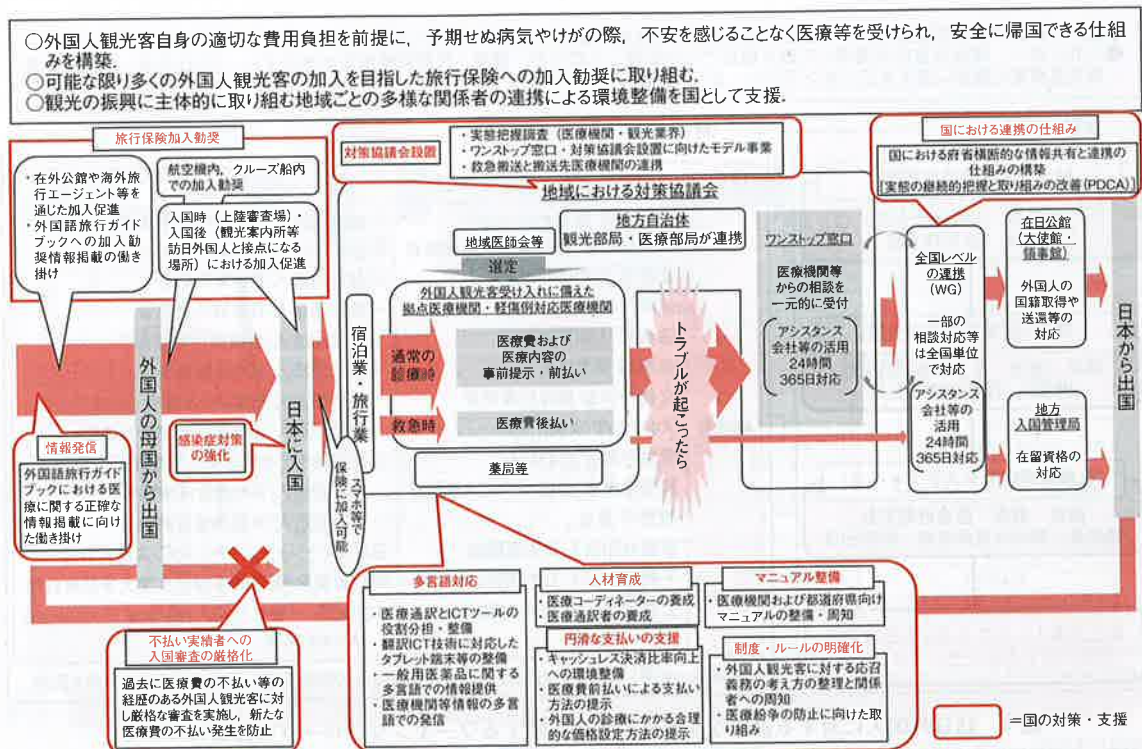 ○外国人観光客自身の適切な費用負担を前提に，予期せぬ病気やけがの際，不安を感じることなく医療等を受けられ，安全に帰国できる仕組
みを構築．
○可能な限り多くの外国人観光客の加入を目指した旅行保険への加入勧奨に取り組む．
○観光の振興に主体的に取り組む地域ごとの多様な関係者の連携による環境整備を国として支援．
旅行保険加入勧奨
・在外公館や海外旅
行エージェント等を
通じた加入促進
・外国語旅行ガイド
ブックへの加入勧
奨情報掲載の働き
掛け
航空機内，クルーズ船内
での加入勧奨
入国時（上陸審査場）・
入国後（観光案内所等
訪日外国人と接点になる
場所）における加入促進
対策協議会設置
・実態把握調査（医療機関・観光業界）
・ワンストップ窓口・対策協議会設置に向けたモデル事業
・救急搬送と搬送先医療機関の連携
国における連携の仕組み
国における府省横断的な情報共有と連携の
仕組みの構築
[実態の継続的把握と取り組みの改善(PDCA)]
地域における対策協議会
地域医師会等
地方自治体
観光部局・医療部局が連携
選定
外国人観光客受け入れに備えた
拠点医療機関・軽傷例対応医療機関
通常の
診療時
医療費および
医療内容の
事前提示・前払い
救急時
医療費後払い
薬局等
宿泊業・旅行業
トラブルが起こったら
ワンストップ窓口
医療機関等
からの相談を
一元的に受付
アシスタンス
会社等の活用
24時間
365日対応
全国レベル
の連携
(WG)
一部の
相談対応等
は全国単位
で対応
アシスタンス
会社等の
活用
24時間
365日対応
在日公館
(大使館・
領事館)
外国人の
国籍取得や
送還等の
対応
地方
入国管理局
在留資格の
対応
日本から出国
外国人の母国から出国
日本に入国
情報発信
外国語旅行ガイド
ブックにおける医
療に関する正確な
情報掲載に向け
た働き掛け
感染症対策
の強化
スマホ等で
保険に加入可能
不払い実績者への
入国審査の厳格化
過去に医療費の不払い等の
経歴のある外国人観光客に対
し厳格な審査を実施し，新たな
医療費の不払い発生を防止
多言語対応
・医療通訳とICTツールの
役割分担・整備
・翻訳ICT技術に対応した
タブレット端末等の整備
・一般用医薬品に関する
多言語での情報提供
・医療機関等情報の多言
語での発信
人材育成
・医療コーディネーターの養成
・医療通訳者の養成
円滑な支払いの支援
・キャッシュレス決済比率向上
への環境整備
・医療費前払いによる支払い
方法の提示
・外国人の診療にかかる合理
的な価格設定方法の提示
マニュアル整備
・医療機関および都道府県向け
マニュアルの整備・周知
制度・ルールの明確化
・外国人観光客に対する応召
義務の考え方の整理と関係
者への周知
・医療紛争の防止に向けた取
り組み
=国の対策・支援